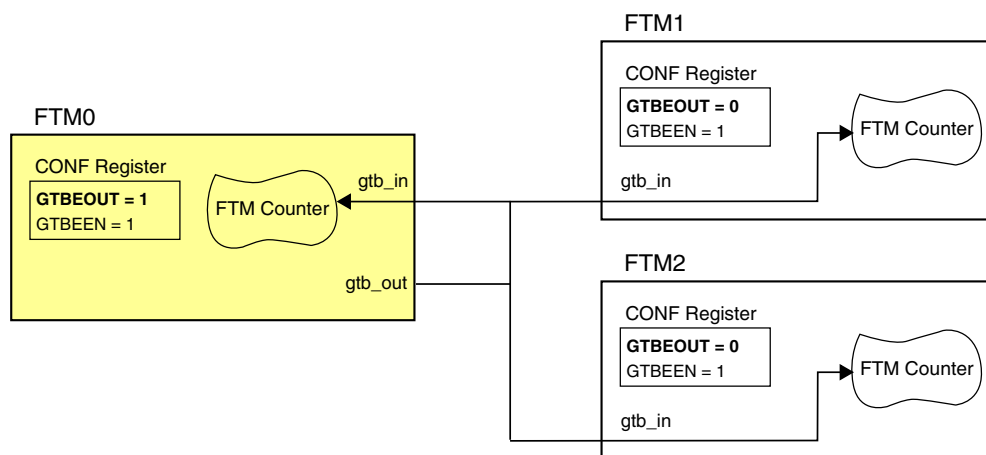 FTM0
CONF Register
GTBEOUT = 1
GTBEEN = 1
FTM Counter
gtb_in
gtb_out
FTM1
CONF Register
GTBEOUT = 0
GTBEEN = 1
FTM Counter
gtb_in
FTM2
CONF Register
GTBEOUT = 0
GTBEEN = 1
FTM Counter
gtb_in